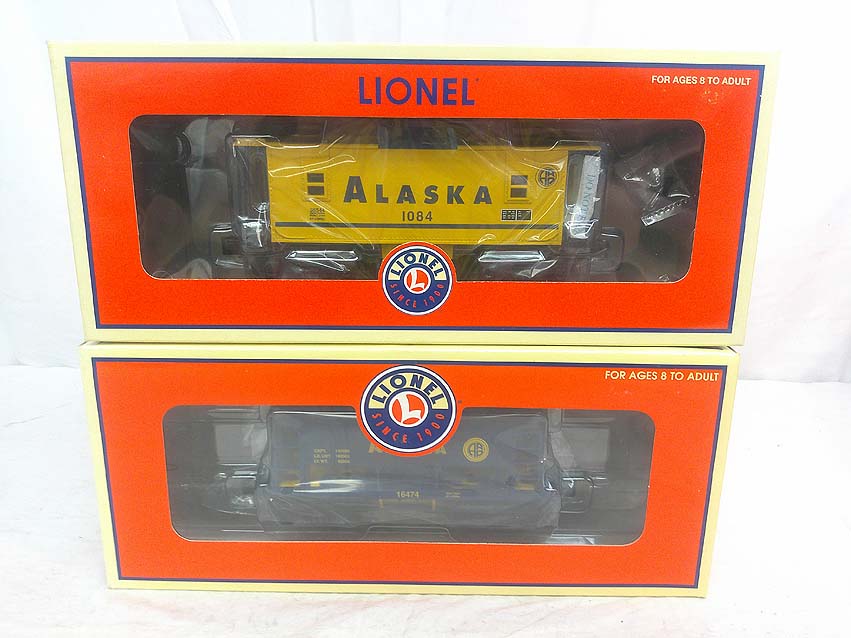 LIONEL
FOR AGES 8 TO ADULT
ALASKA
1084
LIONEL
L
SINCE 1900
FOR AGES 8 TO ADULT
LIONEL
L
SINCE 1900
16474